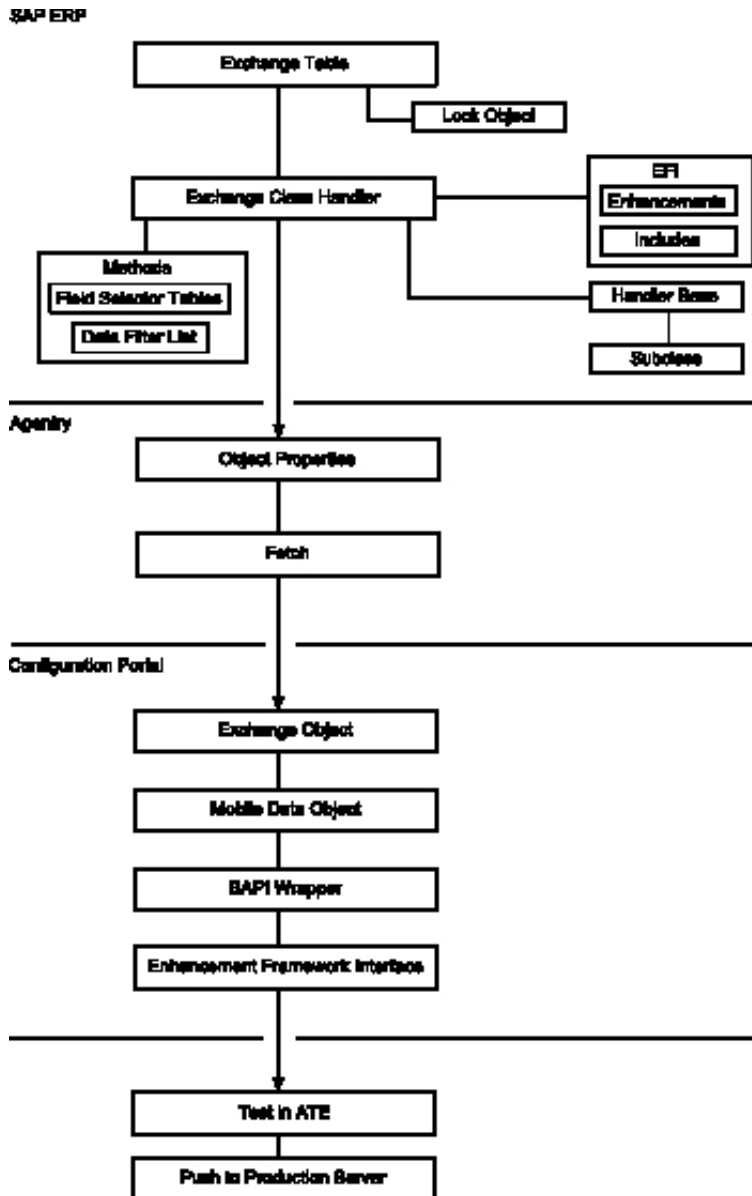 SAP ERP
Exchange Table
Lock Object
Exchange Class Handler
EFI
Enhancements
Includes
Methods
Field Selector Tables
Data Filter List
Handler Base
Subclass
Agentry
Object Properties
Fetch
Configuration Portal
Exchange Object
Mobile Data Object
BAPI Wrapper
Enhancement Framework Interface
Test in ATE
Push to Production Server